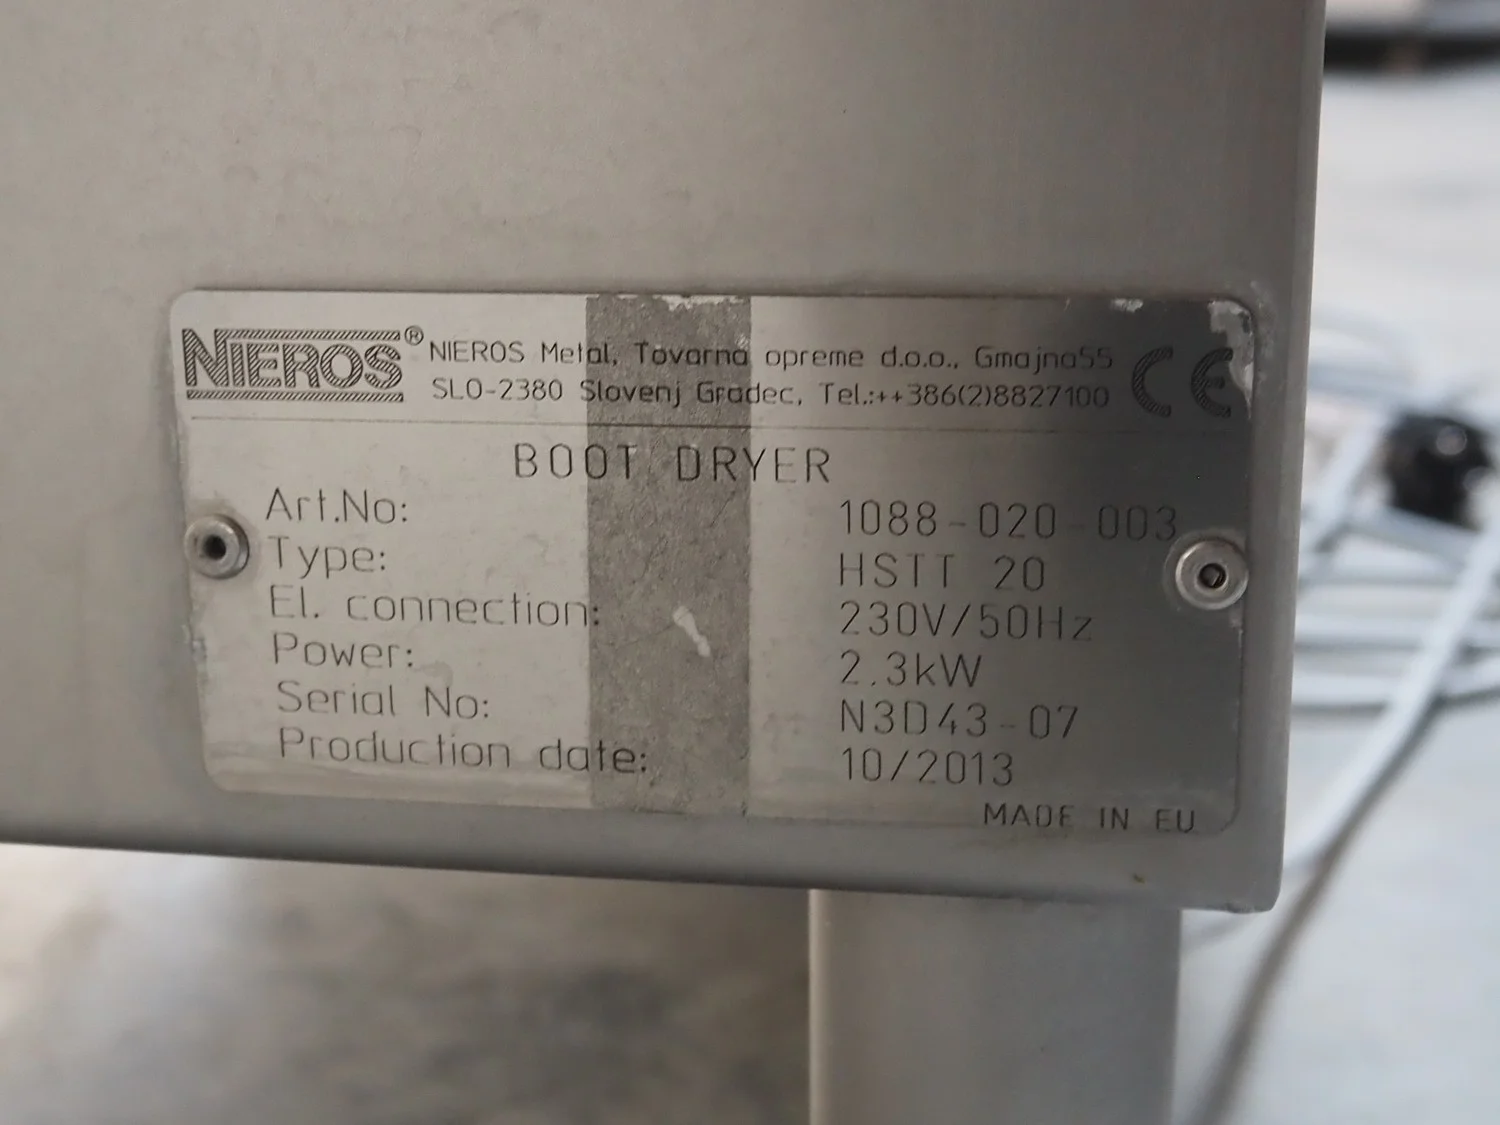 NIEROS® NIEROS Metal, Tovarna opreme d.o.o., Gmajna55 CE
SLO-2380 Slovenj Gradec, Tel.:++386(2)8827100
BOOT DRYER
Art.No: 1088-020-003
Type: HSTT 20
El. connection: 230V/50Hz
Power: 2.3kW
Serial No: N3D43-07
Production date: 10/2013
MADE IN EU